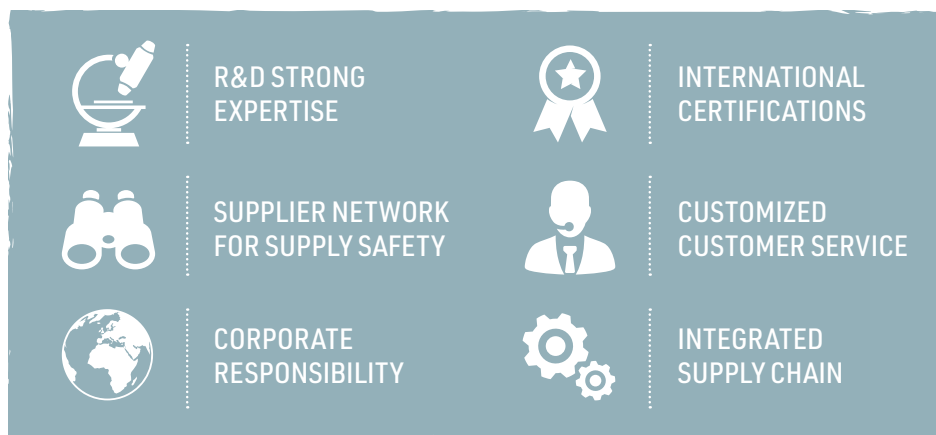 R&D STRONG
EXPERTISE
INTERNATIONAL
CERTIFICATIONS
SUPPLIER NETWORK
FOR SUPPLY SAFETY
CUSTOMIZED
CUSTOMER SERVICE
CORPORATE
RESPONSIBILITY
INTEGRATED
SUPPLY CHAIN